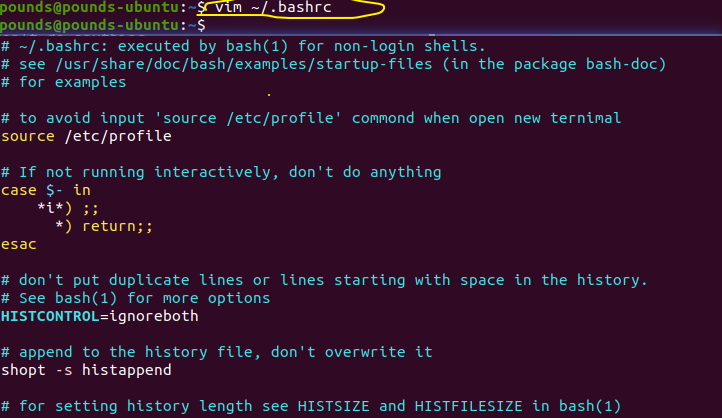 pounds@pounds-ubuntu:~$ vim ~/.bashrc
pounds@pounds-ubuntu:~$
# ~/.bashrc: executed by bash(1) for non-login shells.
# see /usr/share/doc/bash/examples/startup-files (in the package bash-doc)
# for examples
# to avoid input 'source /etc/profile' commond when open new ternimal
source /etc/profile
# If not running interactively, don't do anything
case $- in
    *i*) ;;
      *) return;;
esac
# don't put duplicate lines or lines starting with space in the history.
# See bash(1) for more options
HISTCONTROL=ignoreboth
# append to the history file, don't overwrite it
shopt -s histappend
# for setting history length see HISTSIZE and HISTFILESIZE in bash(1)